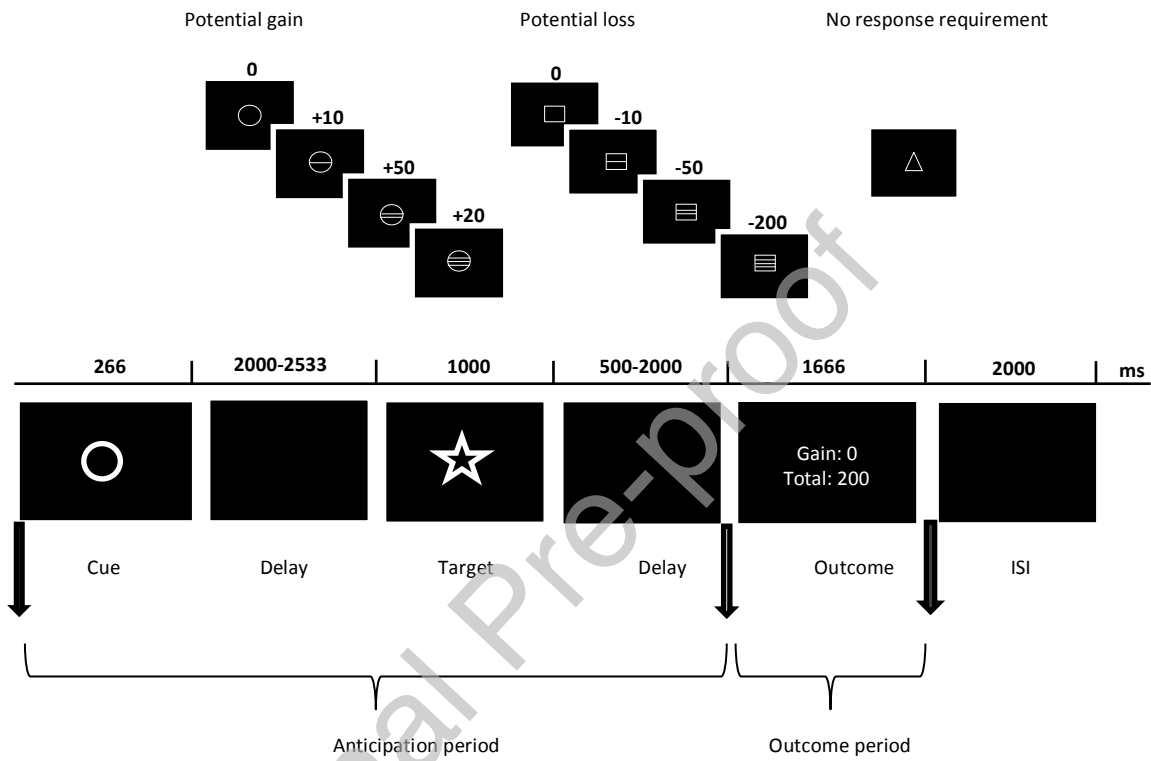 Potential gain Potential loss No response requirement
0 0
+10 -10
+50 -50
+20 -200
266 2000-2533 1000 500-2000 1666 2000 ms
Gain: 0
Total: 200
Cue Delay Target Delay Outcome ISI
Anticipation period Outcome period
nal Pre-proof